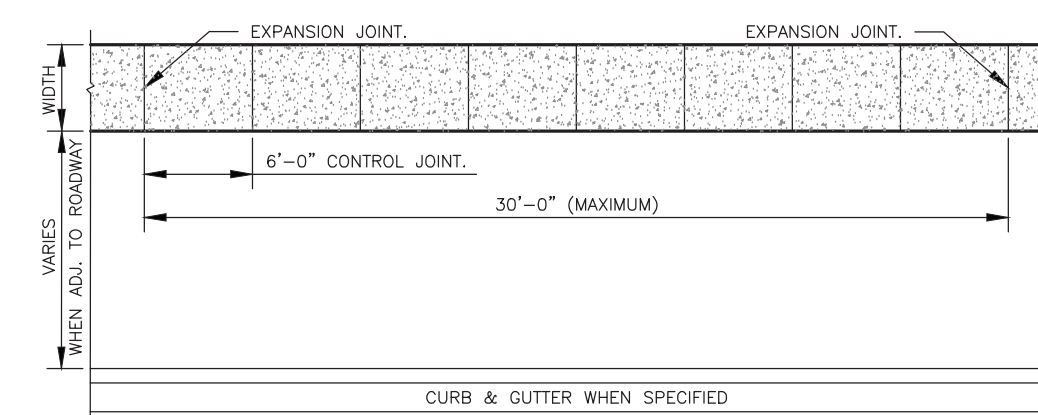 EXPANSION JOINT.
EXPANSION JOINT.
WIDTH
6'-0" CONTROL JOINT.
30'-0" (MAXIMUM)
VARIES
WHEN ADJ. TO ROADWAY
CURB & GUTTER WHEN SPECIFIED